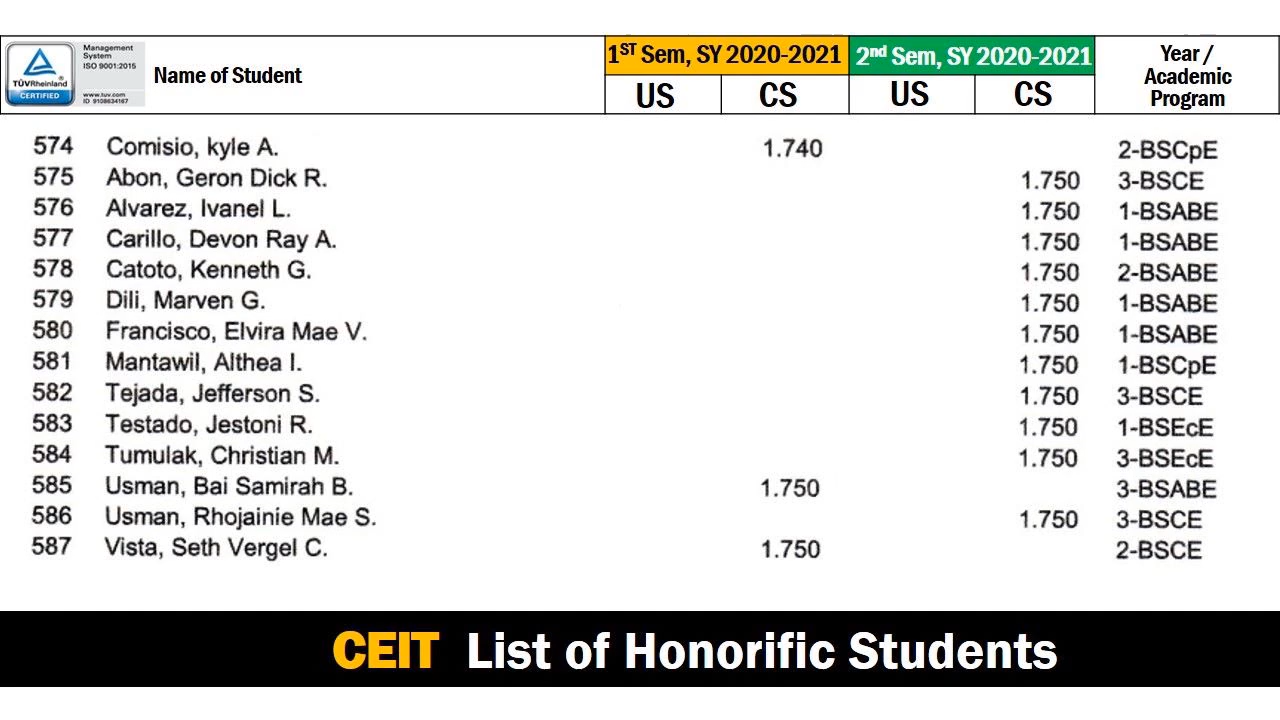 Management
System
ISO 9001:2015
TÜVRheinland
CERTIFIED
www.tuv.com
ID 9108634167
Name of Student
1ST Sem, SY 2020-2021
2nd Sem, SY 2020-2021
US CS US CS
Year /
Academic
Program
574 Comisio, kyle A. 1.740 2-BSCpE
575 Abon, Geron Dick R. 1.750 3-BSCE
576 Alvarez, Ivanel L. 1.750 1-BSABE
577 Carillo, Devon Ray A. 1.750 1-BSABE
578 Catoto, Kenneth G. 1.750 2-BSABE
579 Dili, Marven G. 1.750 1-BSABE
580 Francisco, Elvira Mae V. 1.750 1-BSABE
581 Mantawil, Althea I. 1.750 1-BSCpE
582 Tejada, Jefferson S. 1.750 3-BSCE
583 Testado, Jestoni R. 1.750 1-BSEcE
584 Tumulak, Christian M. 1.750 3-BSEcE
585 Usman, Bai Samirah B. 1.750 3-BSABE
586 Usman, Rhojainie Mae S. 1.750 3-BSCE
587 Vista, Seth Vergel C. 1.750 2-BSCE
CEIT List of Honorific Students